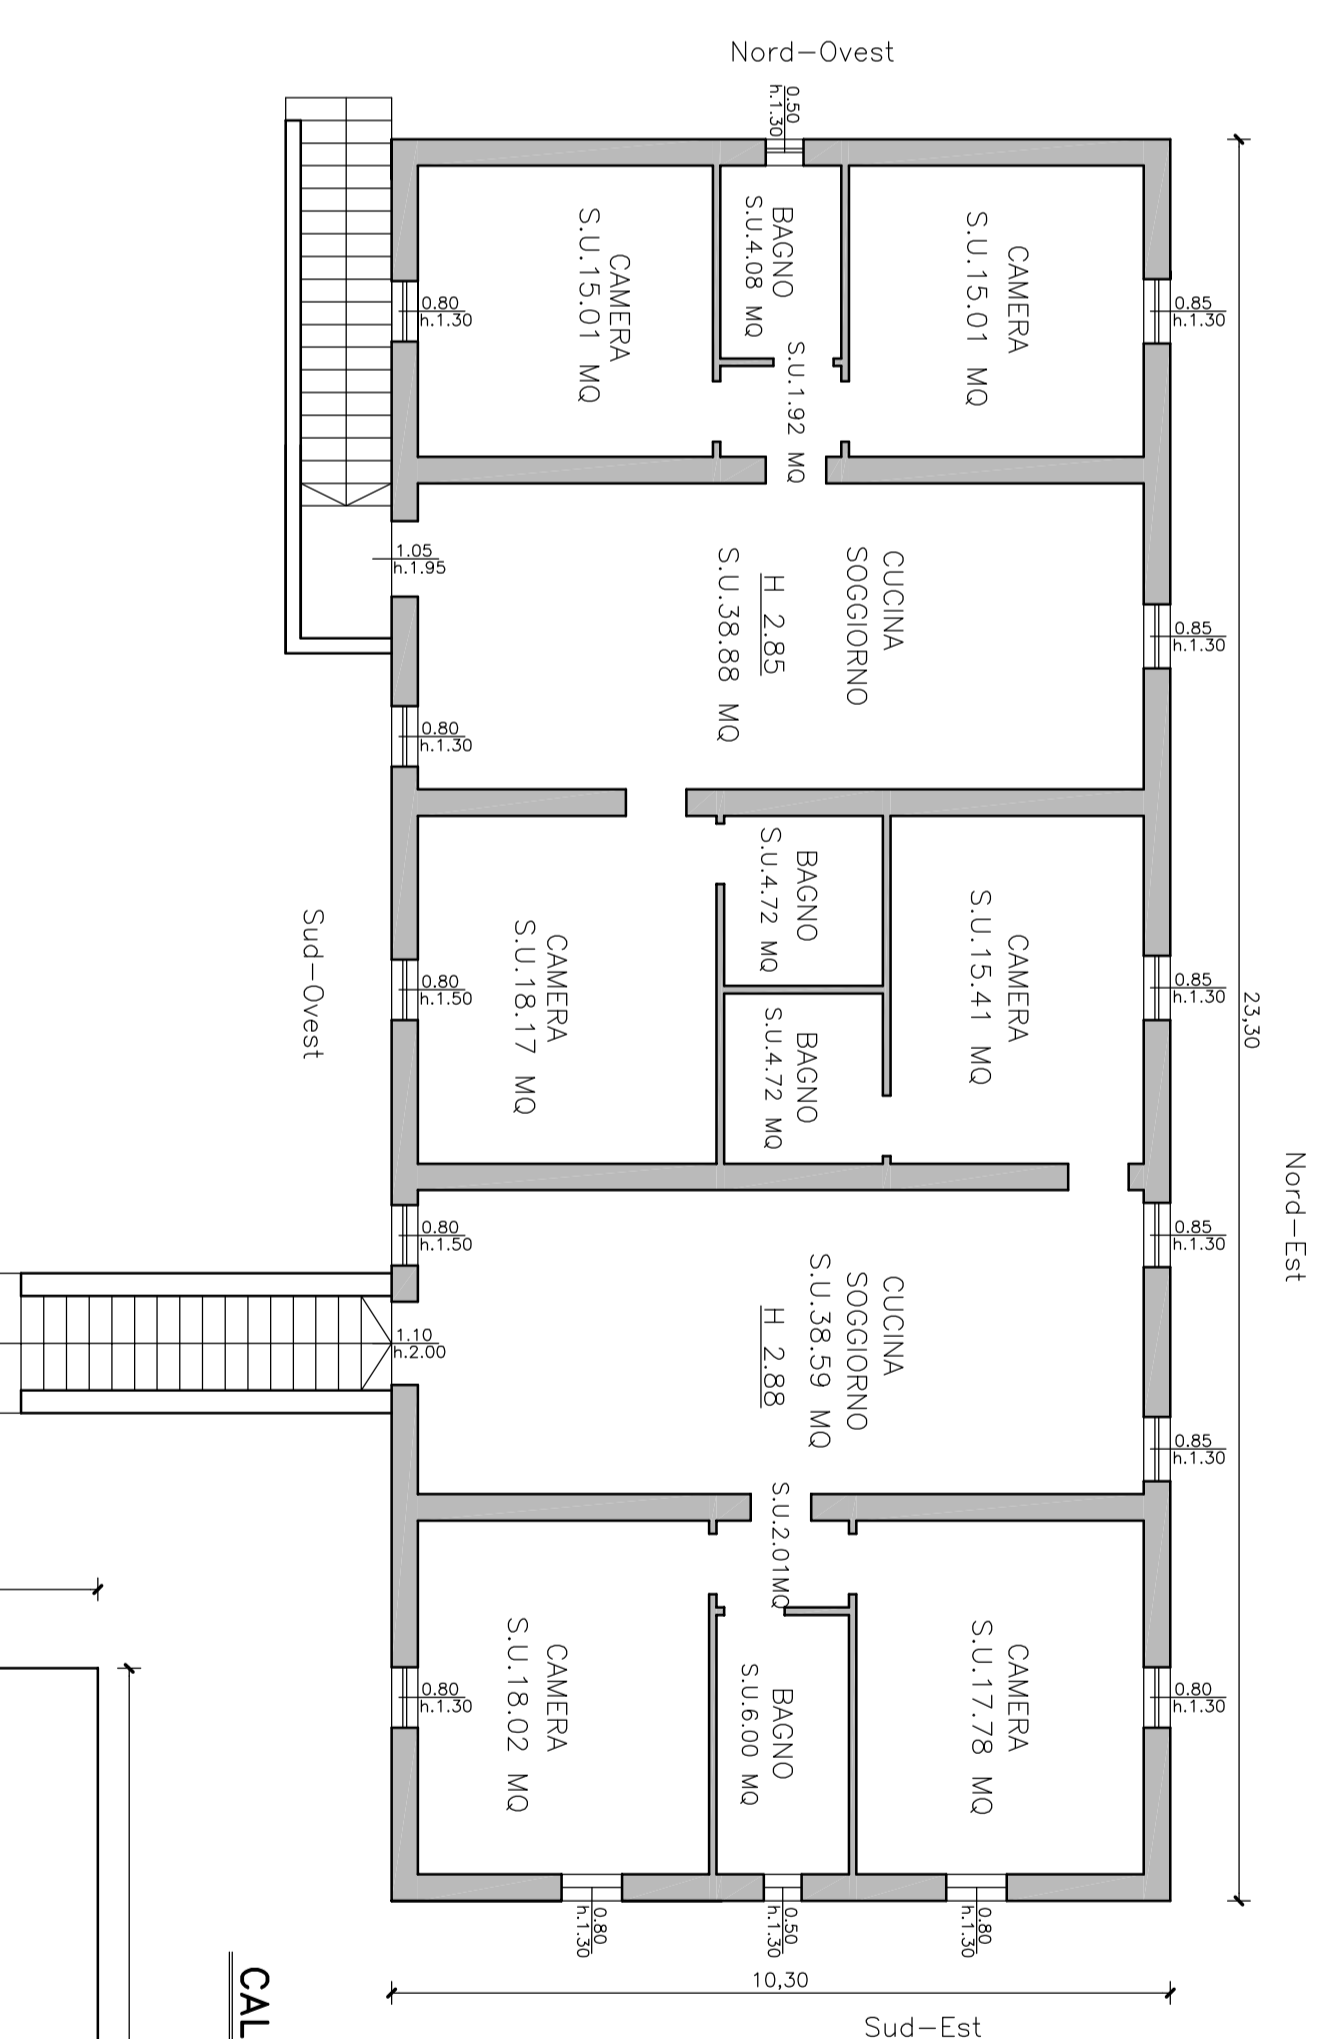 Nord-Ovest
0.50
h.1.30
CAMERA
S.U.15.01 MQ
0.80
h.1.30
BAGNO
S.U.4.08 MQ
S.U.1.92 MQ
CAMERA
S.U.15.01 MQ
0.85
h.1.30
1.05
h.1.95
CUCINA
SOGGIORNO
H 2.85
S.U.38.88 MQ
0.85
h.1.30
0.80
h.1.30
BAGNO
S.U.4.72 MQ
CAMERA
S.U.18.17 MQ
0.80
h.1.50
CAMERA
S.U.15.41 MQ
0.85
h.1.30
BAGNO
S.U.4.72 MQ
23,30
Sud-Ovest
Nord-Est
0.80
h.1.50
0.85
h.1.30
CUCINA
SOGGIORNO
S.U.38.59 MQ
H 2.88
1.10
h.2.00
0.85
h.1.30
S.U.2.01MQ
CAMERA
S.U.18.02 MQ
0.80
h.1.30
BAGNO
S.U.6.00 MQ
CAMERA
S.U.17.78 MQ
0.80
h.1.30
0.80
h.1.30
0.50
h.1.30
0.80
h.1.30
10,30
Sud-Est
CAL